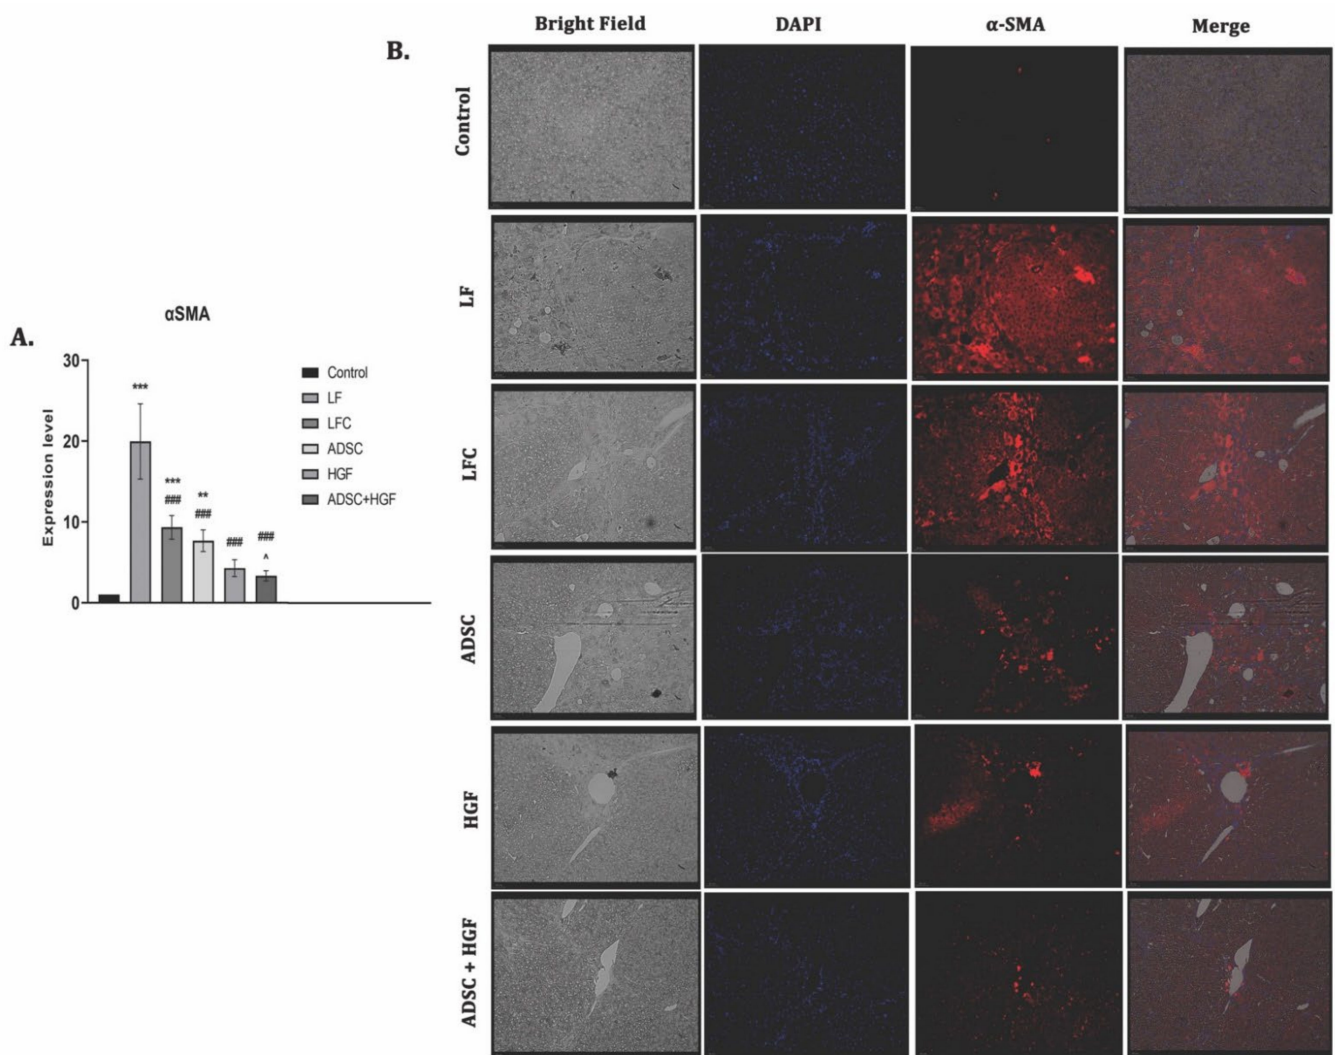 A.
αSMA
Expression level
30
20
10
0
***
***
###
**
###
###
###
^
Control
LF
LFC
ADSC
HGF
ADSC+HGF
B.
Bright Field DAPI α-SMA Merge
Control
LF
LFC
ADSC
HGF
ADSC + HGF